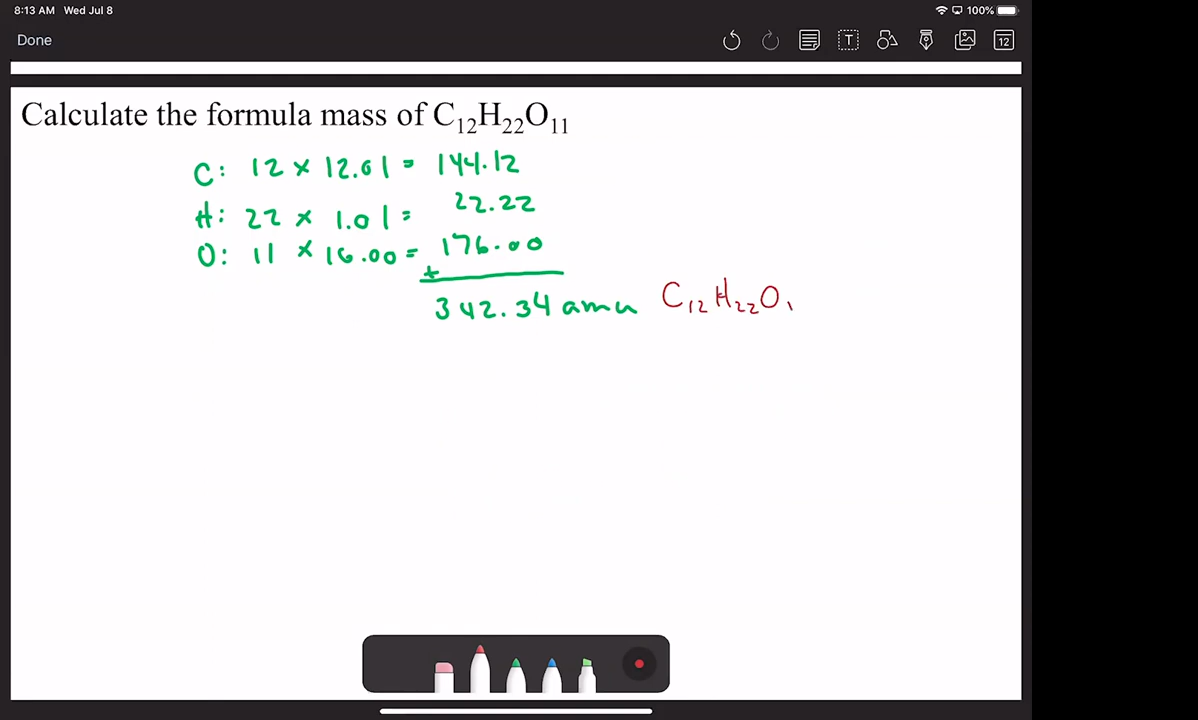 8:13 AM Wed Jul 8 100%
Done
T 12
Calculate the formula mass of C₁₂H₂₂O₁₁
C: 12 × 12.01 = 144.12
H: 22 × 1.01 = 22.22
O: 11 × 16.00 = 176.00
+
342.34 amu C₁₂H₂₂O₁